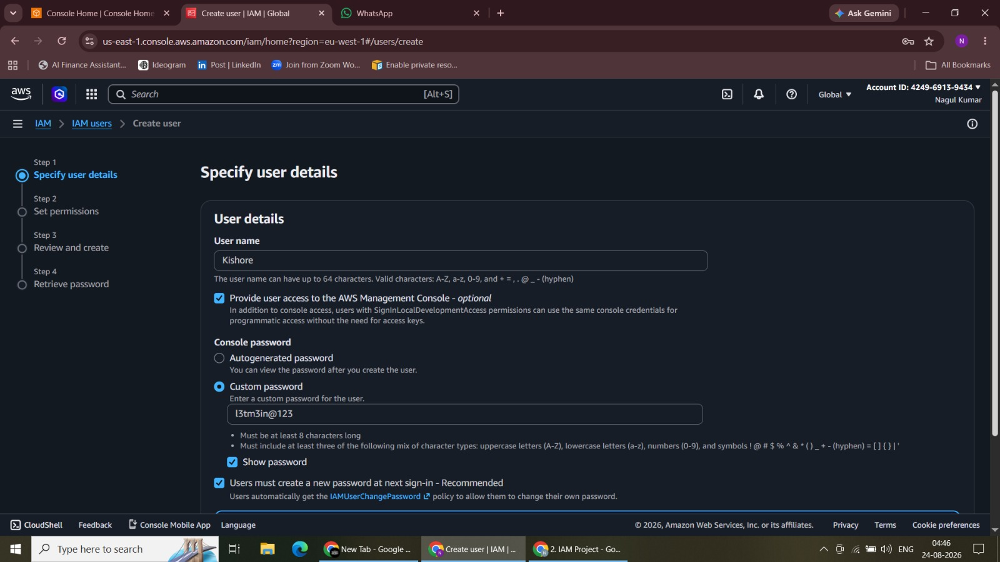 Console Home | Console Home
Create user | IAM | Global
WhatsApp
Ask Gemini
us-east-1.console.aws.amazon.com/iam/home?region=eu-west-1#/users/create
N
AI Finance Assistant...
Ideogram
in Post | LinkedIn
zm Join from Zoom Wo...
Enable private reso...
All Bookmarks
aws
Search
[Alt+S]
Global
Account ID: 4249-6913-9434
Nagul Kumar
IAM
IAM users
Create user
Step 1
Specify user details
Step 2
Set permissions
Step 3
Review and create
Step 4
Retrieve password
Specify user details
User details
User name
Kishore
The user name can have up to 64 characters. Valid characters: A-Z, a-z, 0-9, and + = , . @ _ - (hyphen)
Provide user access to the AWS Management Console - optional
In addition to console access, users with SignInLocalDevelopmentAccess permissions can use the same console credentials for
programmatic access without the need for access keys.
Console password
Autogenerated password
You can view the password after you create the user.
Custom password
Enter a custom password for the user.
l3tm3in@123
• Must be at least 8 characters long
• Must include at least three of the following mix of character types: uppercase letters (A-Z), lowercase letters (a-z), numbers (0-9), and symbols ! @ # $ % ^ & * ( ) _ + - (hyphen) = [ ] { } | '
Show password
Users must create a new password at next sign-in - Recommended
Users automatically get the IAMUserChangePassword policy to allow them to change their own password.
CloudShell
Feedback
Console Mobile App
Language
© 2026, Amazon Web Services, Inc. or its affiliates.
Privacy
Terms
Cookie preferences
Type here to search
New Tab - Google ...
Create user | IAM | ...
2. IAM Project - Go...
ENG
04:46
24-08-2026